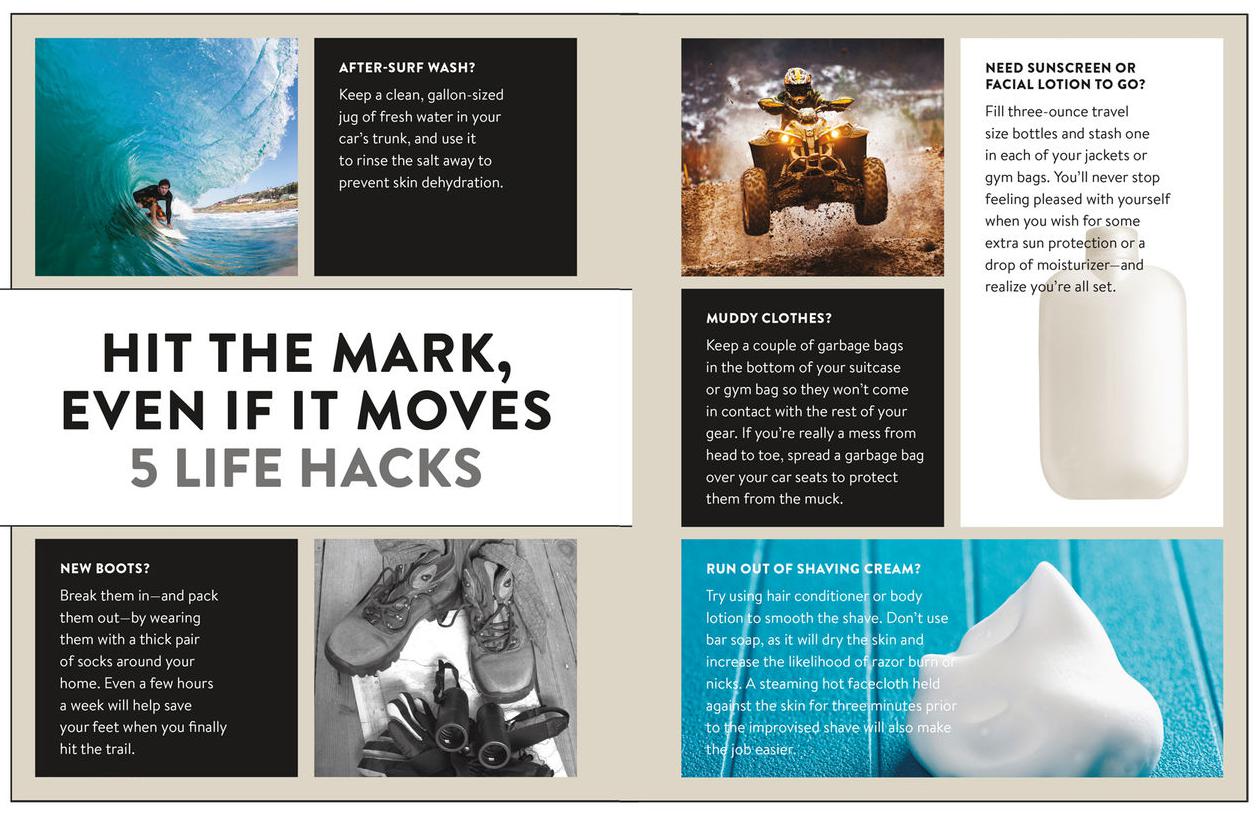 AFTER-SURF WASH?
Keep a clean, gallon-sized
jug of fresh water in your
car’s trunk, and use it
to rinse the salt away to
prevent skin dehydration.
HIT THE MARK,
EVEN IF IT MOVES
5 LIFE HACKS
NEW BOOTS?
Break them in—and pack
them out—by wearing
them with a thick pair
of socks around your
home. Even a few hours
a week will help save
your feet when you finally
hit the trail.
MUDDY CLOTHES?
Keep a couple of garbage bags
in the bottom of your suitcase
or gym bag so they won’t come
in contact with the rest of your
gear. If you’re really a mess from
head to toe, spread a garbage bag
over your car seats to protect
them from the muck.
NEED SUNSCREEN OR
FACIAL LOTION TO GO?
Fill three-ounce travel
size bottles and stash one
in each of your jackets or
gym bags. You’ll never stop
feeling pleased with yourself
when you wish for some
extra sun protection or a
drop of moisturizer—and
realize you’re all set.
RUN OUT OF SHAVING CREAM?
Try using hair conditioner or body
lotion to smooth the shave. Don’t use
bar soap, as it will dry the skin and
increase the likelihood of razor burn or
nicks. A steaming hot facecloth held
against the skin for three minutes prior
to the improvised shave will also make
the job easier.